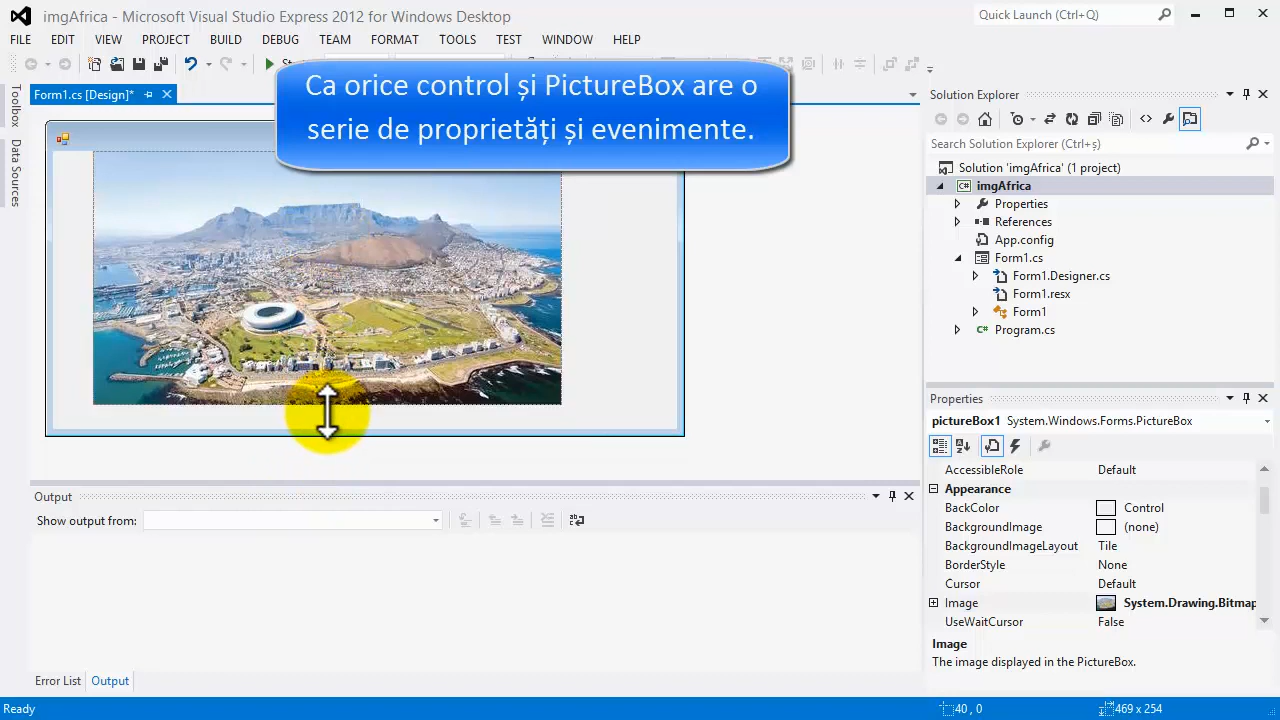 imgAfrica - Microsoft Visual Studio Express 2012 for Windows Desktop
Quick Launch (Ctrl+Q)
FILE EDIT VIEW PROJECT BUILD DEBUG TEAM FORMAT TOOLS TEST WINDOW HELP
Ca orice control și PictureBox are o
serie de proprietăți și evenimente.
Form1.cs [Design]*
Toolbox
Data Sources
Solution Explorer
Search Solution Explorer (Ctrl+ș)
Solution 'imgAfrica' (1 project)
C# imgAfrica
Properties
References
App.config
Form1.cs
Form1.Designer.cs
Form1.resx
Form1
C# Program.cs
Properties
pictureBox1 System.Windows.Forms.PictureBox
AccessibleRole Default
Appearance
BackColor Control
BackgroundImage (none)
BackgroundImageLayout Tile
BorderStyle None
Cursor Default
Image System.Drawing.Bitmap
UseWaitCursor False
Image
The image displayed in the PictureBox.
Output
Show output from:
Error List Output
Ready
40 , 0
469 x 254